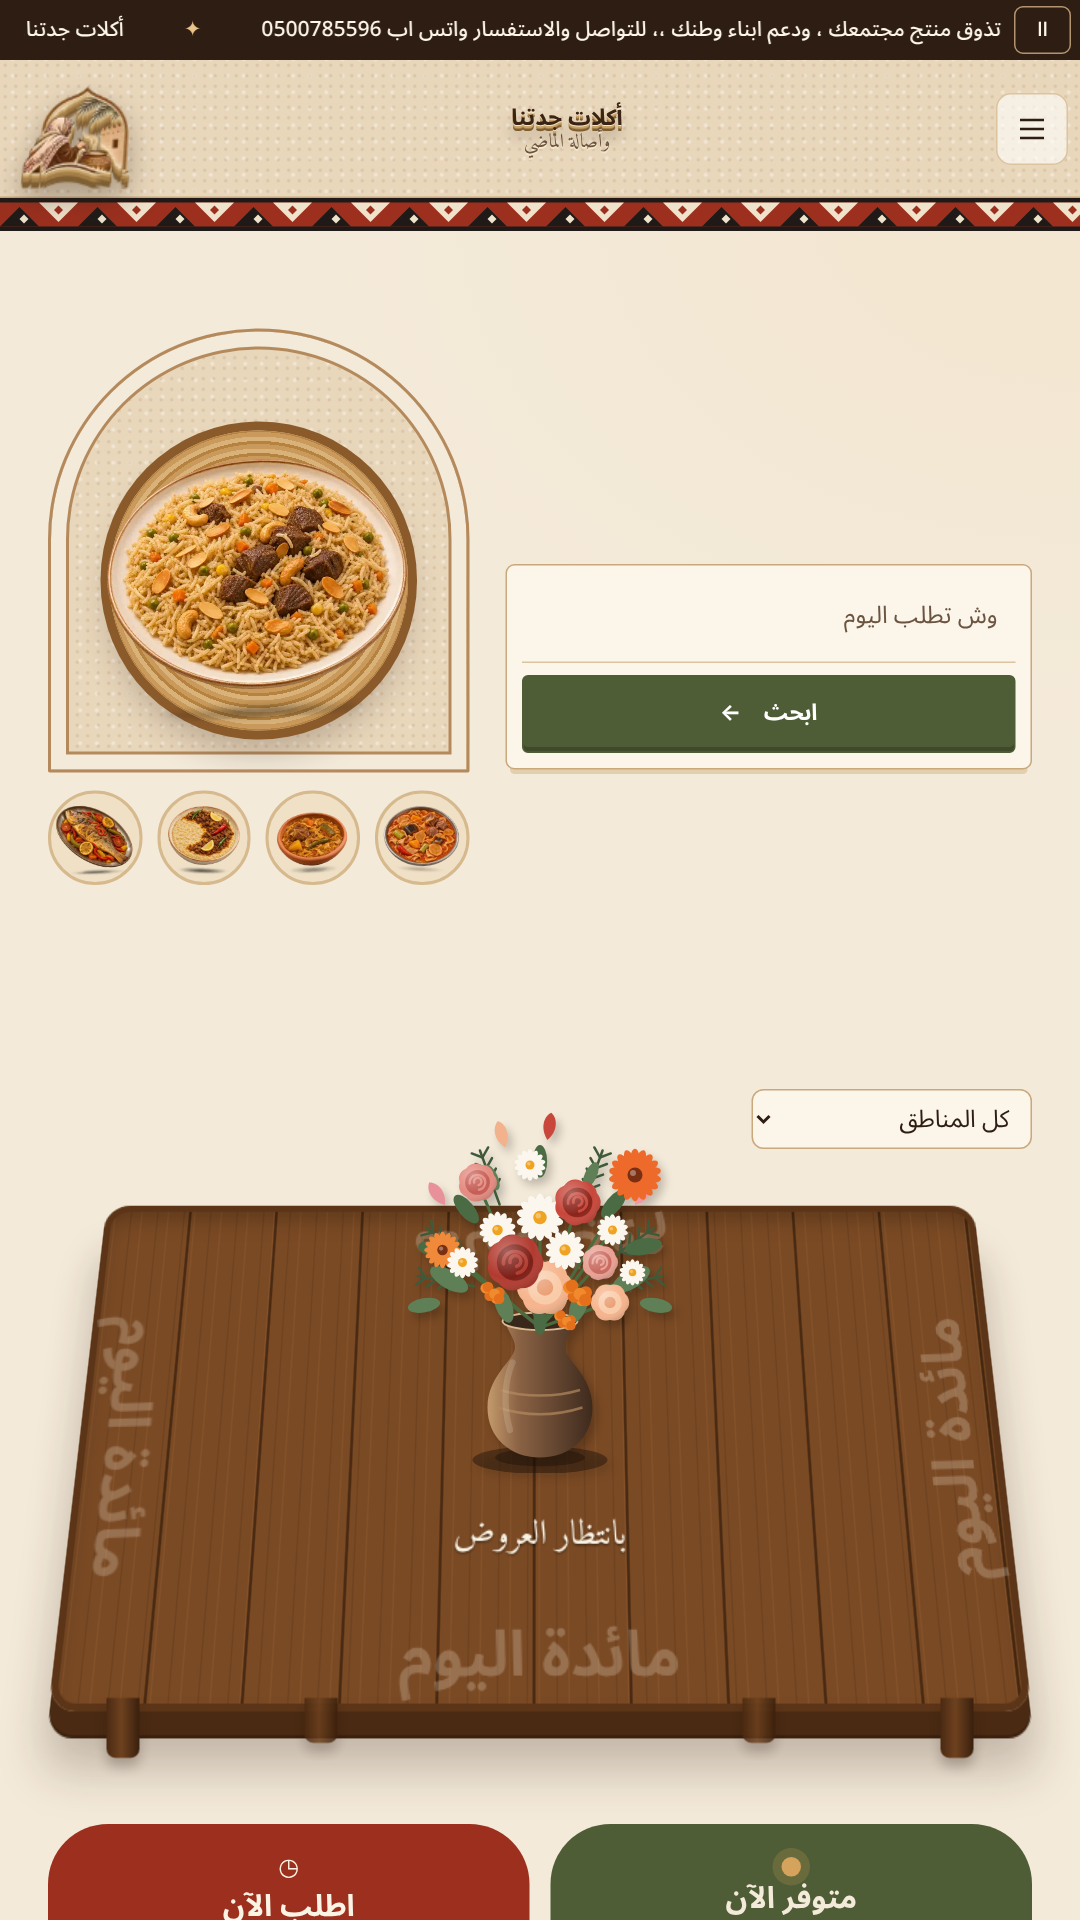 تذوق منتج مجتمعك ، ودعم ابناء وطنك ،، للتواصل والاستفسار واتس اب 0500785596 ✦ أكلات جدتنا
أكلات جدتنا
وأصالة الماضي
وش تطلب اليوم
ابحث ←
كل المناطق
مائدة اليوم
مائدة اليوم
بانتظار العروض
مائدة اليوم
متوفر الآن
اطلب الآن